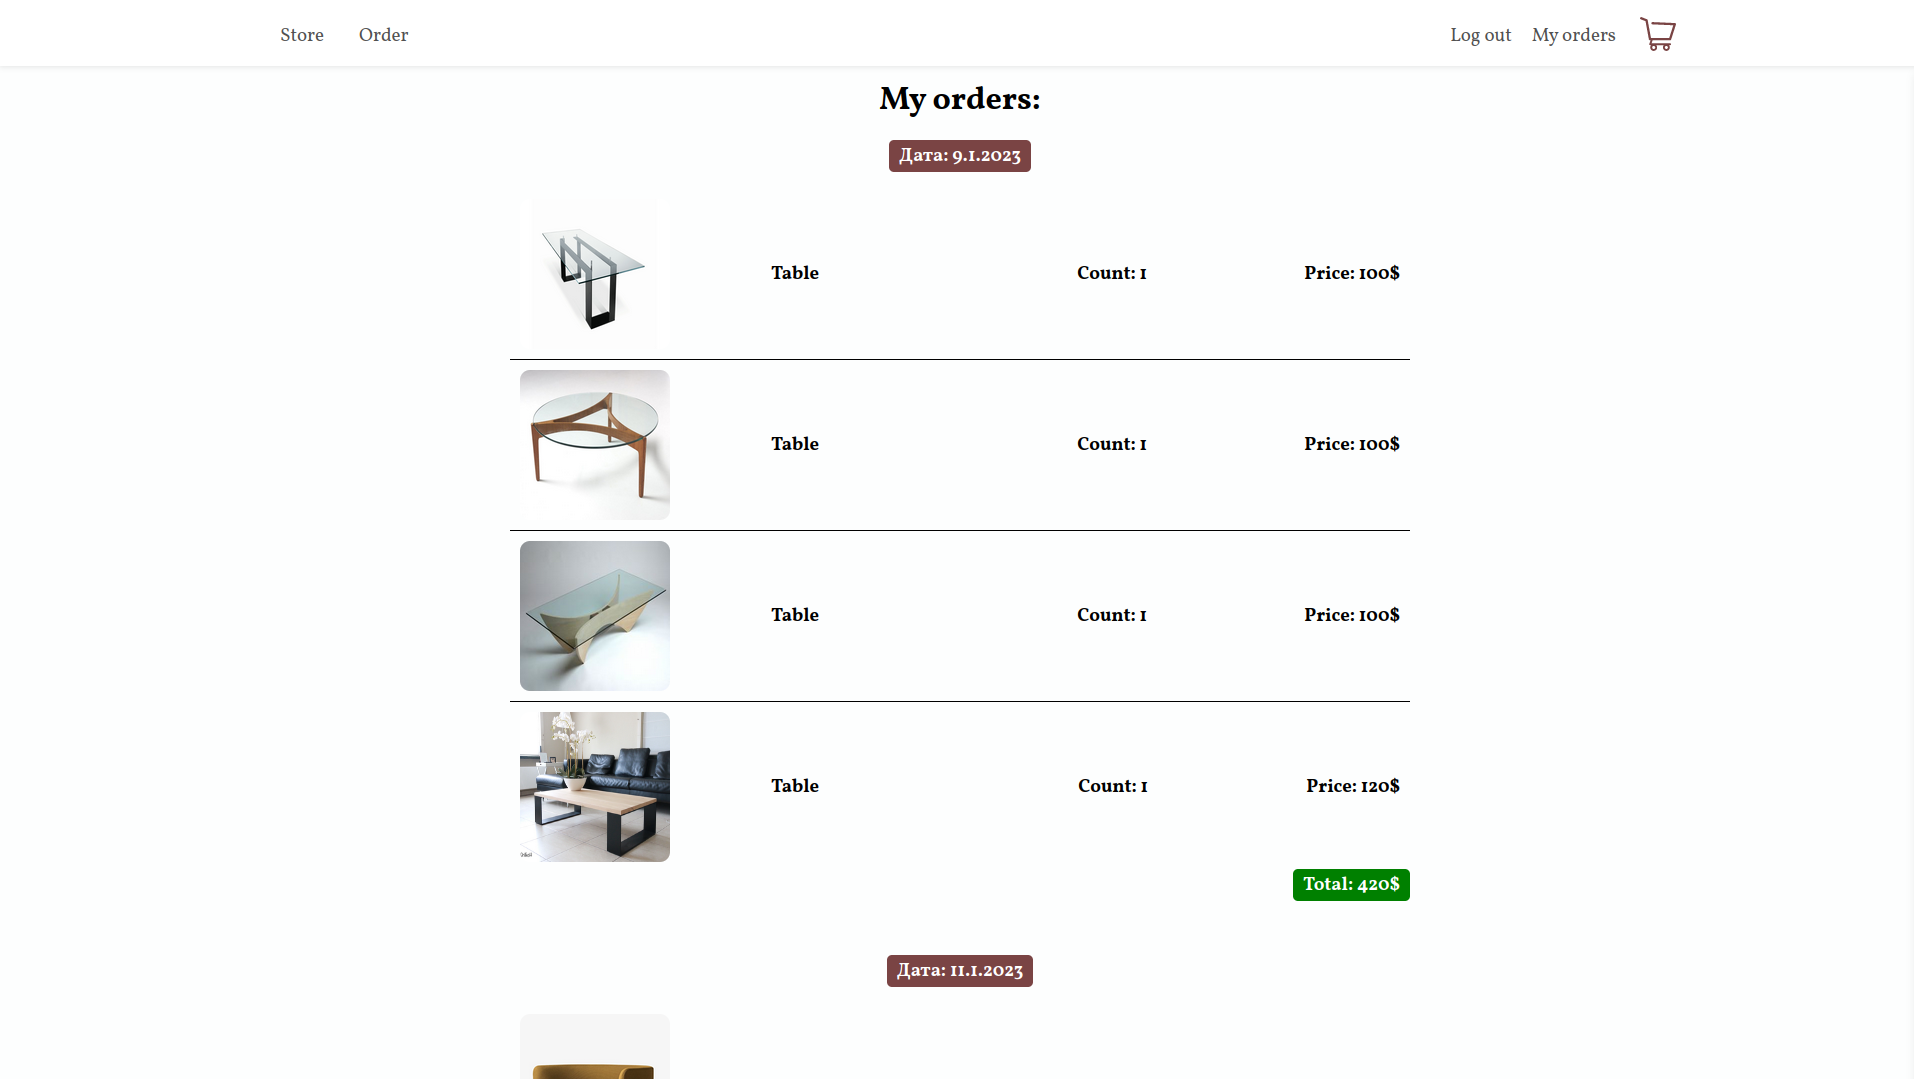 Store Order Log out My orders
My orders:
Дата: 9.1.2023
Table Count: 1 Price: 100$
Table Count: 1 Price: 100$
Table Count: 1 Price: 100$
Table Count: 1 Price: 120$
Total: 420$
Дата: 11.1.2023